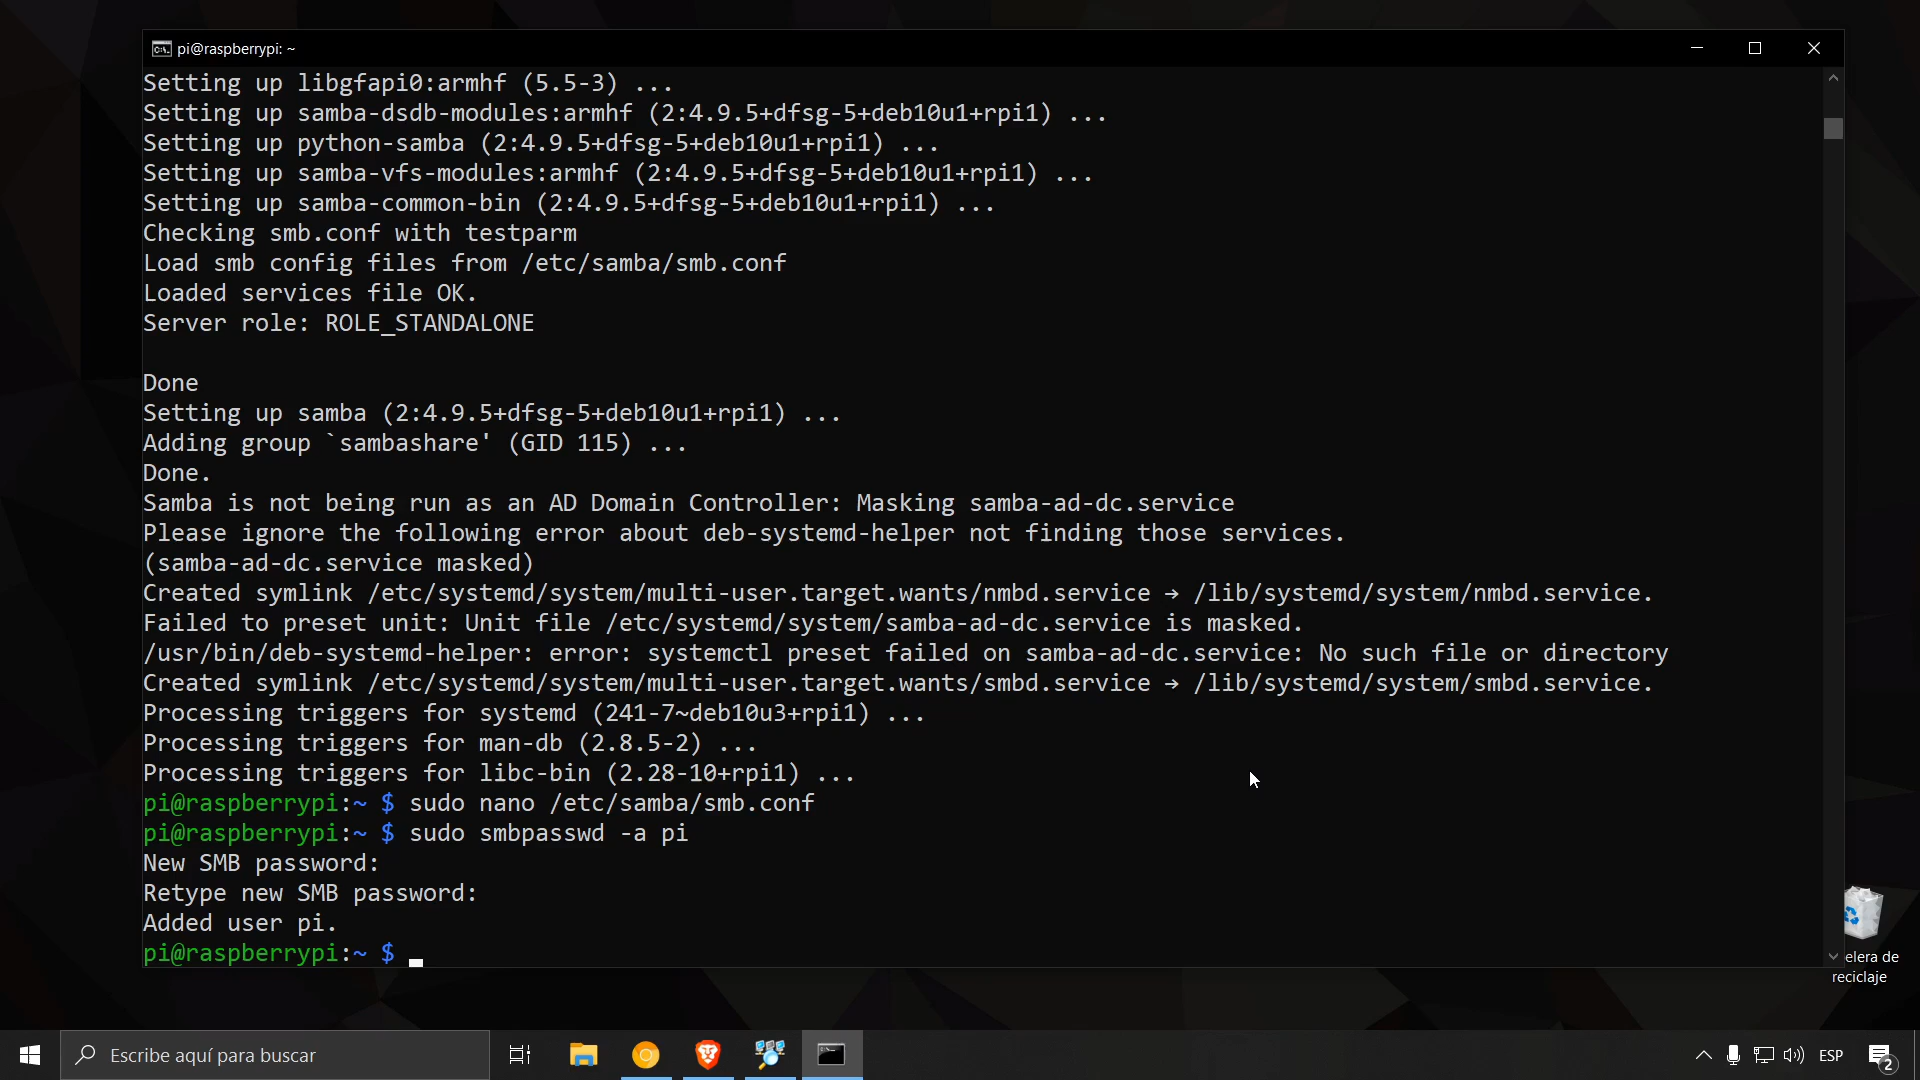 pi@raspberrypi: ~
Setting up libgfapi0:armhf (5.5-3) ...
Setting up samba-dsdb-modules:armhf (2:4.9.5+dfsg-5+deb10u1+rpi1) ...
Setting up python-samba (2:4.9.5+dfsg-5+deb10u1+rpi1) ...
Setting up samba-vfs-modules:armhf (2:4.9.5+dfsg-5+deb10u1+rpi1) ...
Setting up samba-common-bin (2:4.9.5+dfsg-5+deb10u1+rpi1) ...
Checking smb.conf with testparm
Load smb config files from /etc/samba/smb.conf
Loaded services file OK.
Server role: ROLE_STANDALONE
Done
Setting up samba (2:4.9.5+dfsg-5+deb10u1+rpi1) ...
Adding group `sambashare' (GID 115) ...
Done.
Samba is not being run as an AD Domain Controller: Masking samba-ad-dc.service
Please ignore the following error about deb-systemd-helper not finding those services.
(samba-ad-dc.service masked)
Created symlink /etc/systemd/system/multi-user.target.wants/nmbd.service → /lib/systemd/system/nmbd.service.
Failed to preset unit: Unit file /etc/systemd/system/samba-ad-dc.service is masked.
/usr/bin/deb-systemd-helper: error: systemctl preset failed on samba-ad-dc.service: No such file or directory
Created symlink /etc/systemd/system/multi-user.target.wants/smbd.service → /lib/systemd/system/smbd.service.
Processing triggers for systemd (241-7~deb10u3+rpi1) ...
Processing triggers for man-db (2.8.5-2) ...
Processing triggers for libc-bin (2.28-10+rpi1) ...
pi@raspberrypi:~ $ sudo nano /etc/samba/smb.conf
pi@raspberrypi:~ $ sudo smbpasswd -a pi
New SMB password:
Retype new SMB password:
Added user pi.
pi@raspberrypi:~ $
elera de
reciclaje
Escribe aquí para buscar
ESP
2